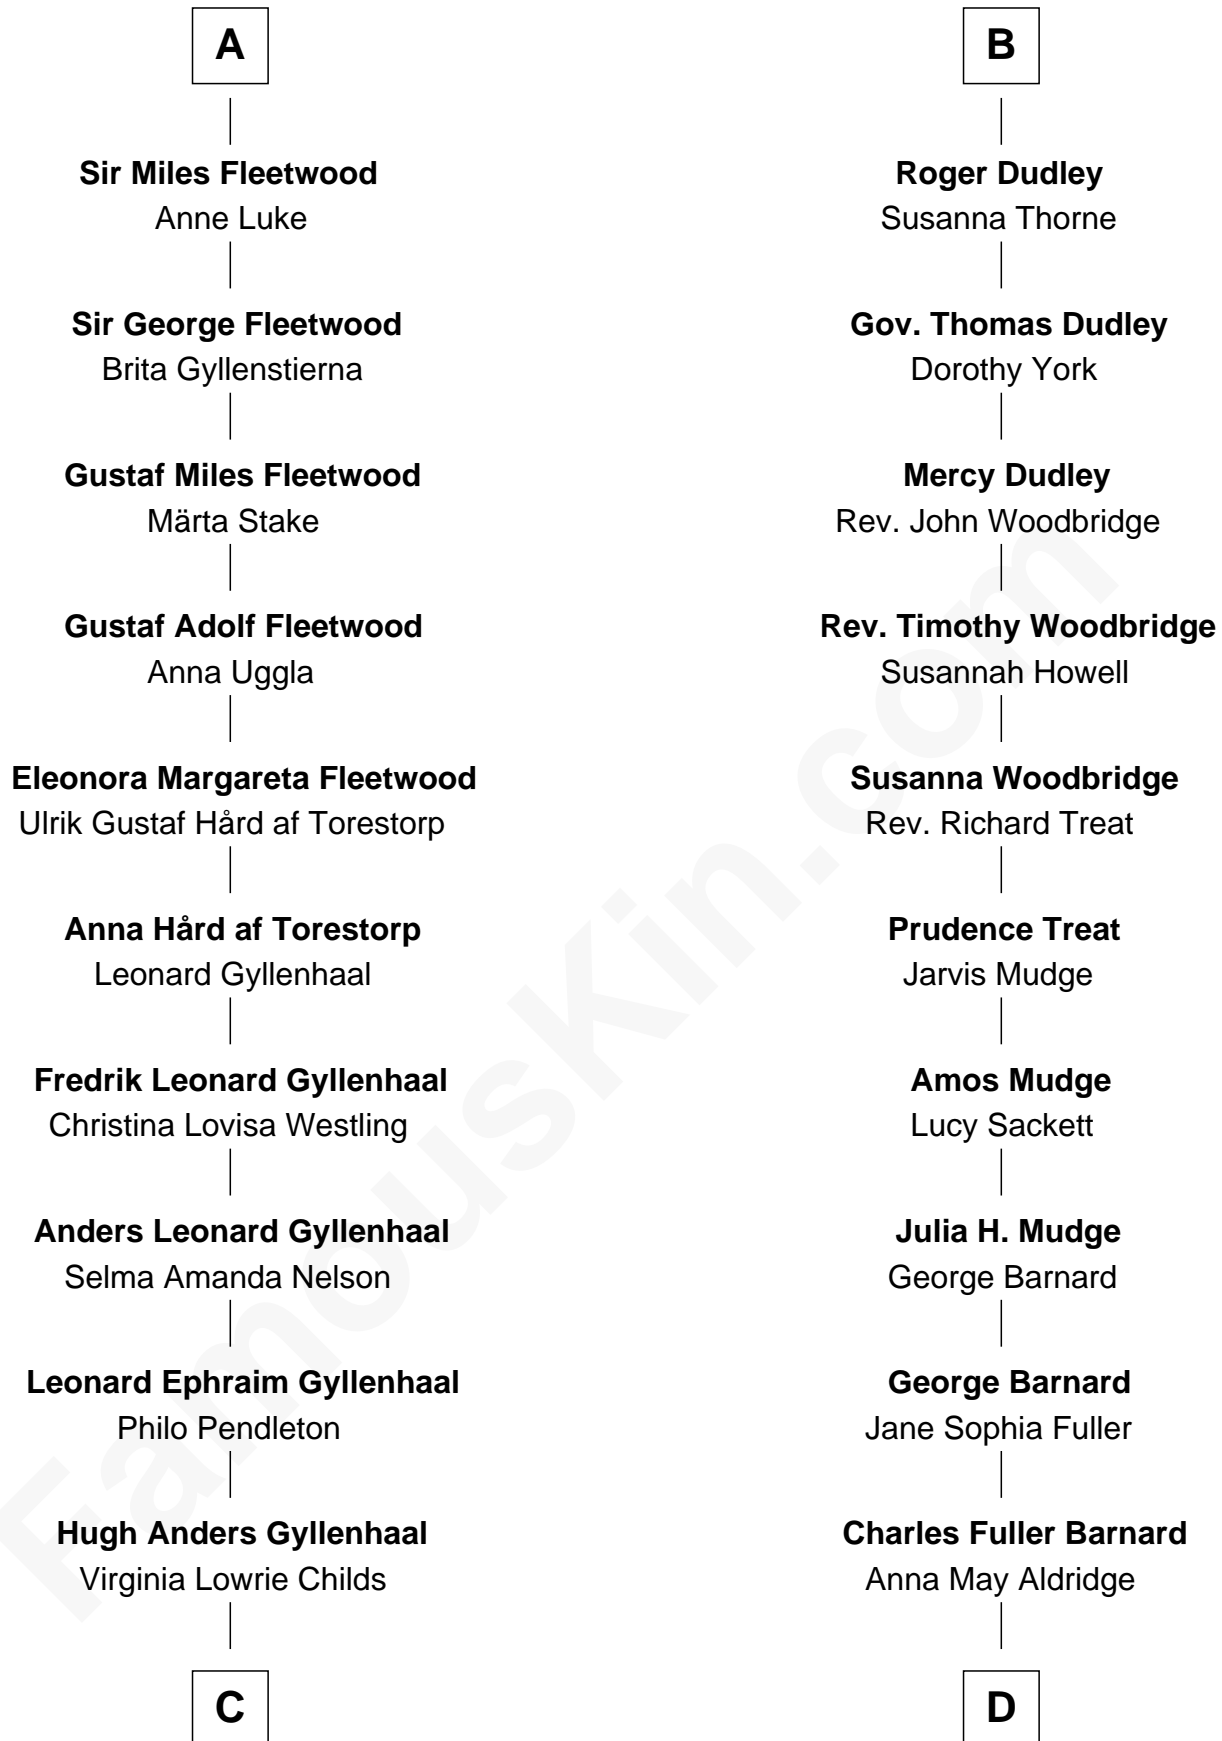 A
Sir Miles Fleetwood
Anne Luke
Sir George Fleetwood
Brita Gyllenstierna
Gustaf Miles Fleetwood
Märta Stake
Gustaf Adolf Fleetwood
Anna Uggla
Eleonora Margareta Fleetwood
Ulrik Gustaf Hård af Torestorp
Anna Hård af Torestorp
Leonard Gyllenhaal
Fredrik Leonard Gyllenhaal
Christina Lovisa Westling
Anders Leonard Gyllenhaal
Selma Amanda Nelson
Leonard Ephraim Gyllenhaal
Philo Pendleton
Hugh Anders Gyllenhaal
Virginia Lowrie Childs
C
B
Roger Dudley
Susanna Thorne
Gov. Thomas Dudley
Dorothy York
Mercy Dudley
Rev. John Woodbridge
Rev. Timothy Woodbridge
Susannah Howell
Susanna Woodbridge
Rev. Richard Treat
Prudence Treat
Jarvis Mudge
Amos Mudge
Lucy Sackett
Julia H. Mudge
George Barnard
George Barnard
Jane Sophia Fuller
Charles Fuller Barnard
Anna May Aldridge
D
FamousKin.com